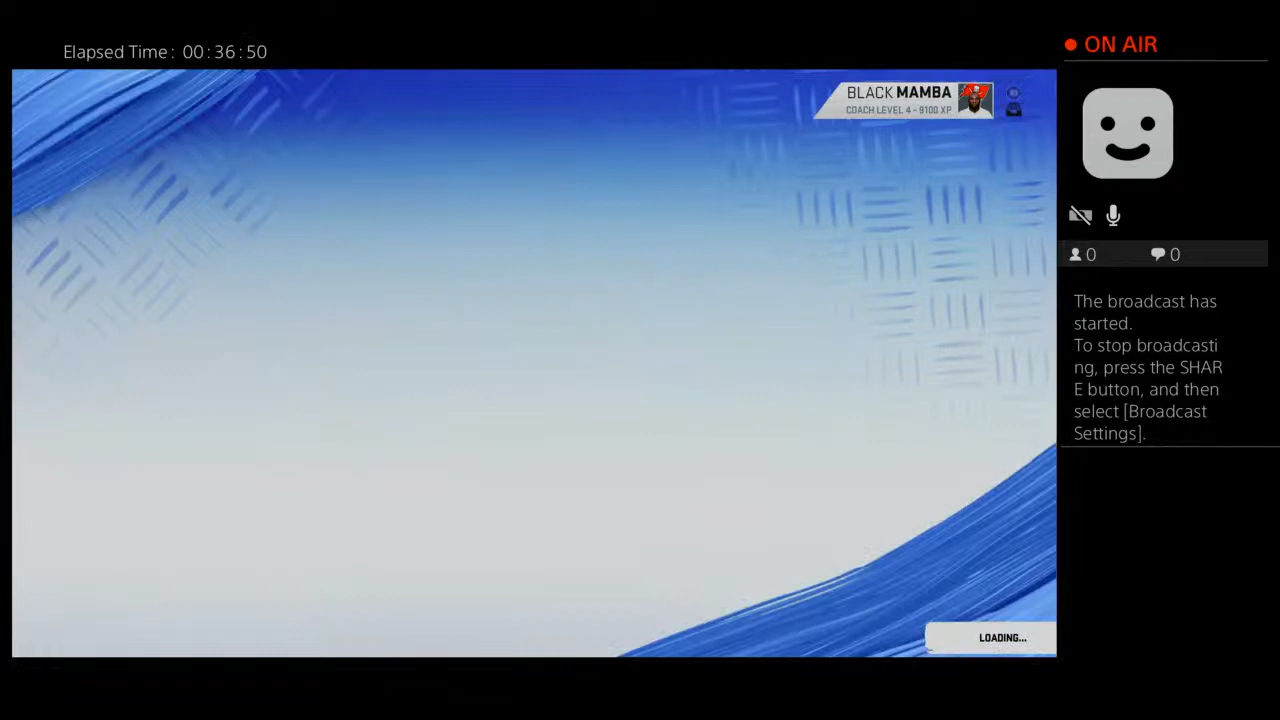 Elapsed Time: 00:36:50
ON AIR
BLACK MAMBA
COACH LEVEL 4 - 9100 XP
0 0
The broadcast has
started.
To stop broadcasti
ng, press the SHAR
E button, and then
select [Broadcast
Settings].
LOADING...